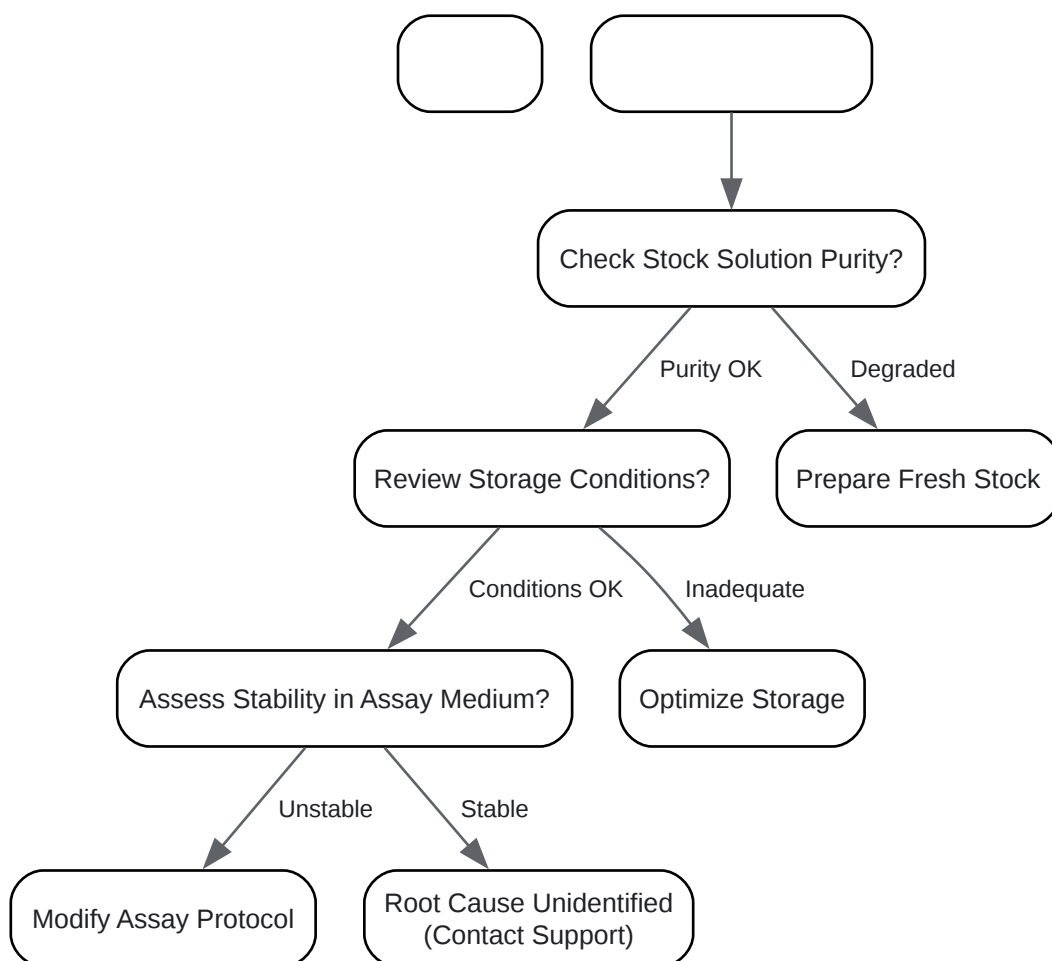 Check Stock Solution Purity?
Purity OK
Degraded
Review Storage Conditions?
Prepare Fresh Stock
Conditions OK
Inadequate
Assess Stability in Assay Medium?
Optimize Storage
Unstable
Stable
Modify Assay Protocol
Root Cause Unidentified
(Contact Support)